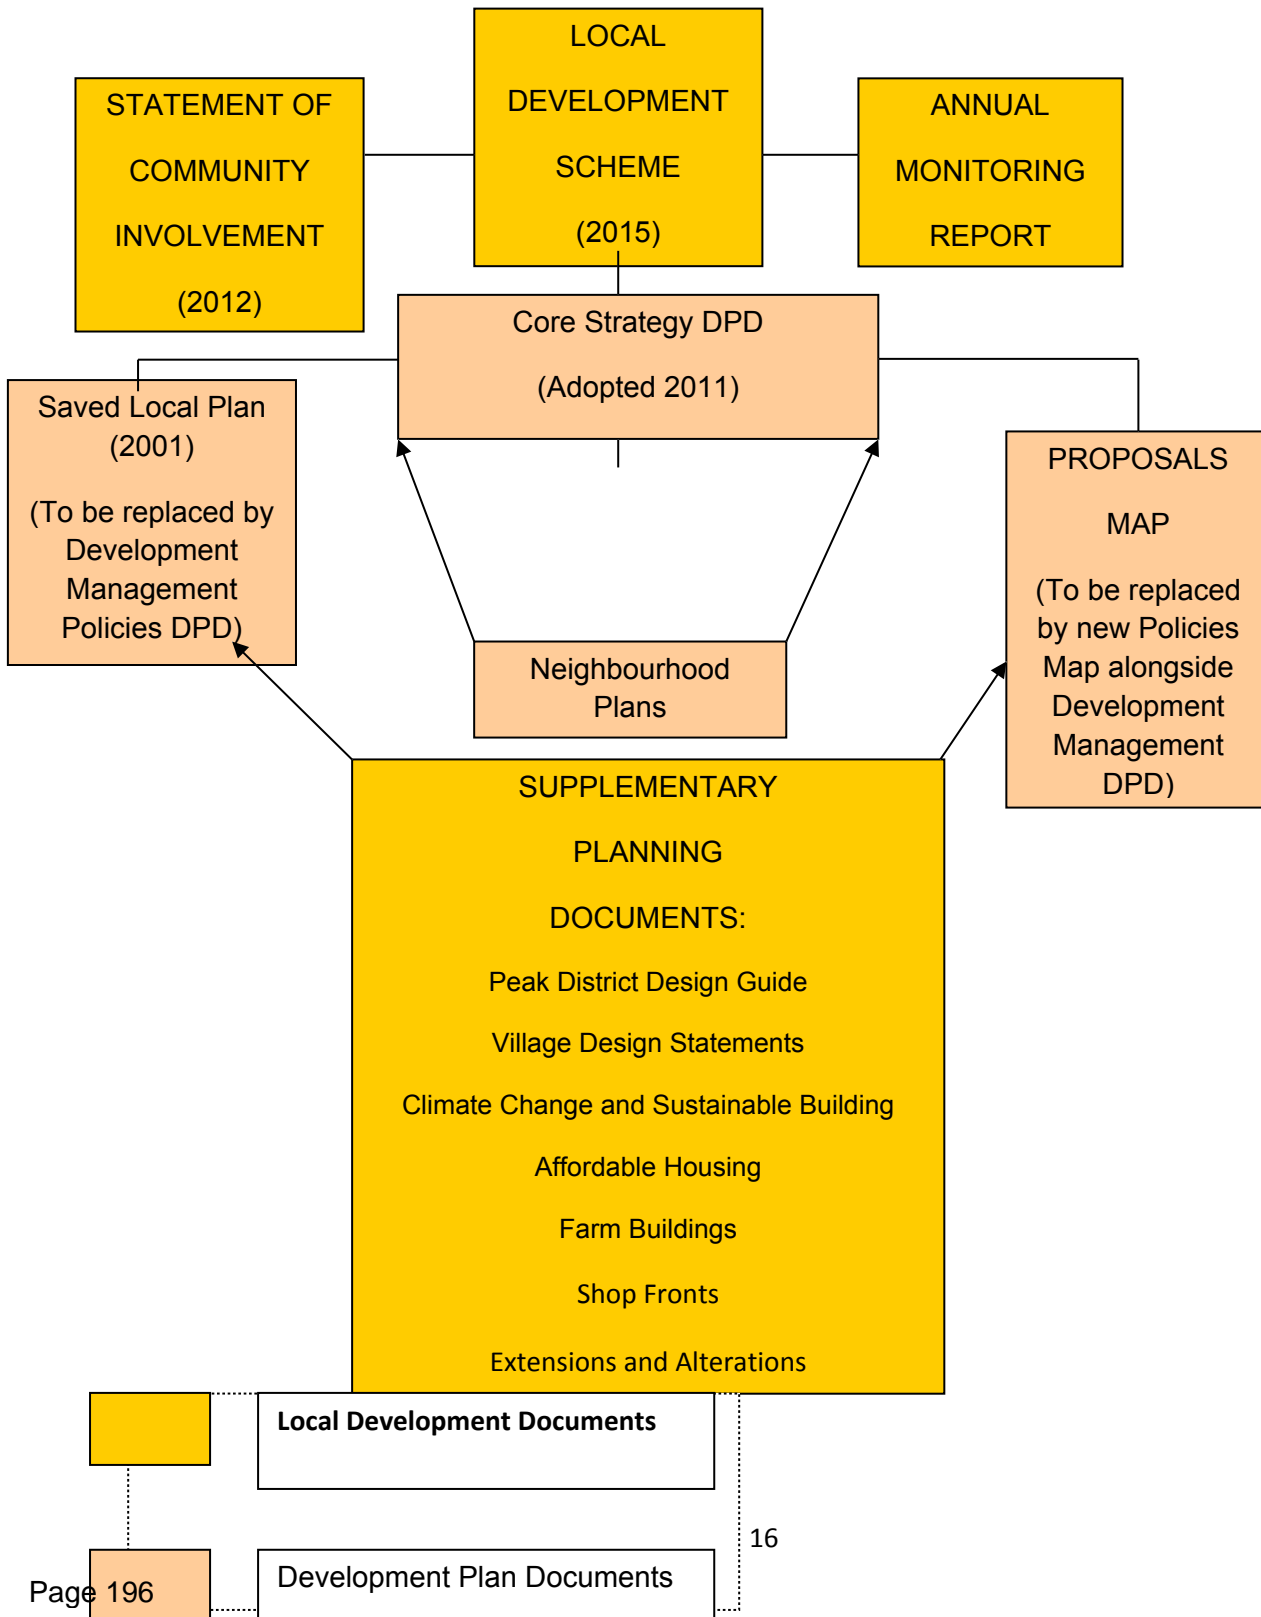 LOCAL
DEVELOPMENT
SCHEME
(2015)
STATEMENT OF
COMMUNITY
INVOLVEMENT
(2012)
ANNUAL
MONITORING
REPORT
Core Strategy DPD
(Adopted 2011)
Saved Local Plan
(2001)
(To be replaced by
Development
Management
Policies DPD)
PROPOSALS
MAP
(To be replaced
by new Policies
Map alongside
Development
Management
DPD)
Neighbourhood
Plans
SUPPLEMENTARY
PLANNING
DOCUMENTS:
Peak District Design Guide
Village Design Statements
Climate Change and Sustainable Building
Affordable Housing
Farm Buildings
Shop Fronts
Extensions and Alterations
Local Development Documents
16
Development Plan Documents
Page 196